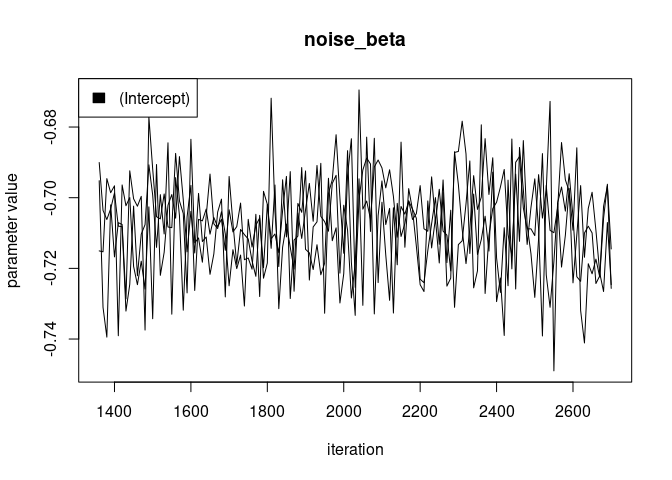 noise_beta
(Intercept)
parameter value
-0.68
-0.70
-0.72
-0.74
1400 1600 1800 2000 2200 2400 2600
iteration